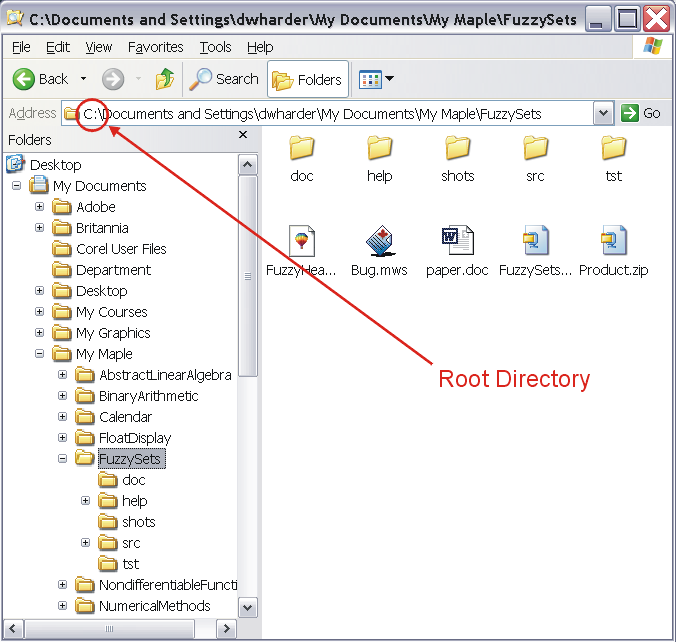 C:\Documents and Settings\dwharder\My Documents\My Maple\FuzzySets
File Edit View Favorites Tools Help
Back Search Folders
Address C:\Documents and Settings\dwharder\My Documents\My Maple\FuzzySets Go
Folders
Desktop
My Documents
Adobe
Britannia
Corel User Files
Department
Desktop
My Courses
My Graphics
My Maple
AbstractLinearAlgebra
BinaryArithmetic
Calendar
FloatDisplay
FuzzySets
doc
help
shots
src
tst
NondifferentiableFuncti
NumericalMethods
doc help shots src tst
FuzzyHea... Bug.mws paper.doc FuzzySets... Product.zip
Root Directory